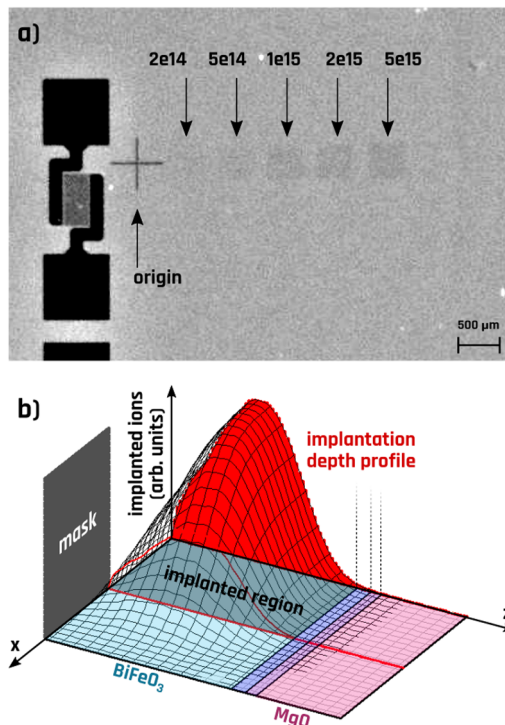 a)
2e14 5e14 1e15 2e15 5e15
origin
500 µm
b)
implanted ions
(arb. units)
implantation
depth profile
mask
implanted region
x
z
BiFeO₃
MgO